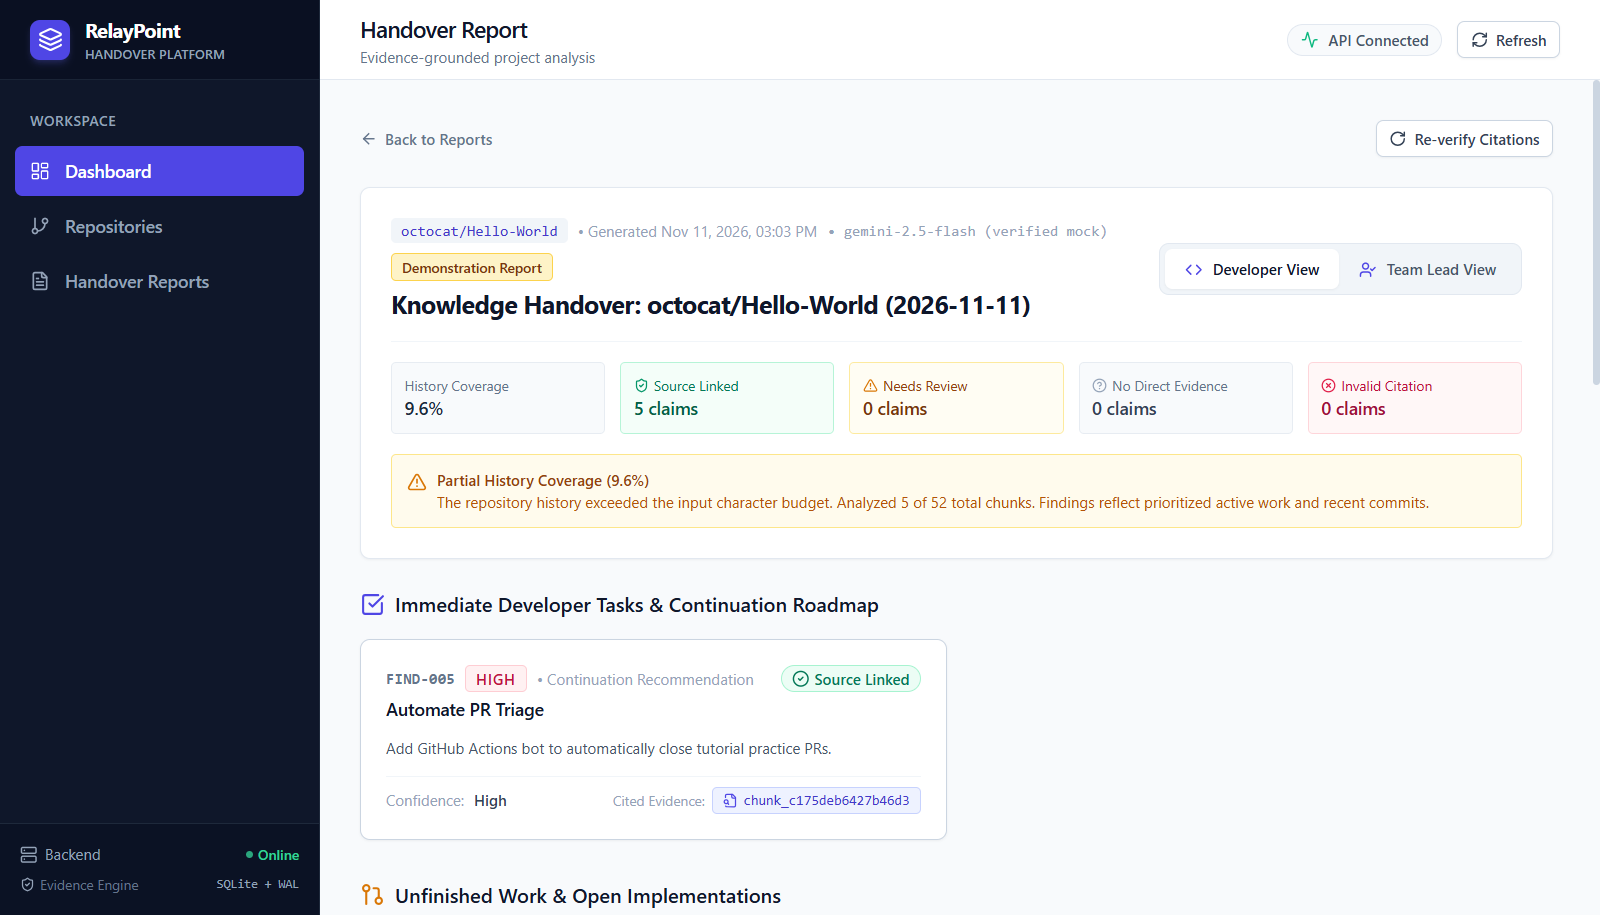 RelayPoint
HANDOVER PLATFORM
WORKSPACE
Dashboard
Repositories
Handover Reports
Backend
Online
Evidence Engine
SQLite + WAL
Handover Report
Evidence-grounded project analysis
API Connected
Refresh
Back to Reports
Re-verify Citations
octocat/Hello-World • Generated Nov 11, 2026, 03:03 PM • gemini-2.5-flash (verified mock)
Demonstration Report
Knowledge Handover: octocat/Hello-World (2026-11-11)
Developer View
Team Lead View
History Coverage
9.6%
Source Linked
5 claims
Needs Review
0 claims
No Direct Evidence
0 claims
Invalid Citation
0 claims
Partial History Coverage (9.6%)
The repository history exceeded the input character budget. Analyzed 5 of 52 total chunks. Findings reflect prioritized active work and recent commits.
Immediate Developer Tasks & Continuation Roadmap
FIND-005 HIGH • Continuation Recommendation
Source Linked
Automate PR Triage
Add GitHub Actions bot to automatically close tutorial practice PRs.
Confidence: High
Cited Evidence: chunk_c175deb6427b46d3
Unfinished Work & Open Implementations